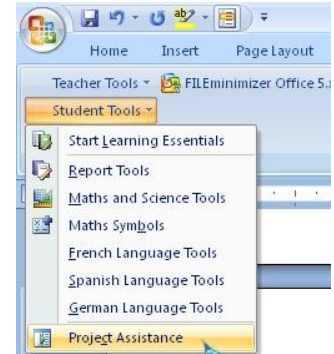 Home Insert Page Layout
Teacher Tools FILEminimizer Office 5.
Student Tools
Start Learning Essentials
Report Tools
Maths and Science Tools
Maths Symbols
French Language Tools
Spanish Language Tools
German Language Tools
Project Assistance